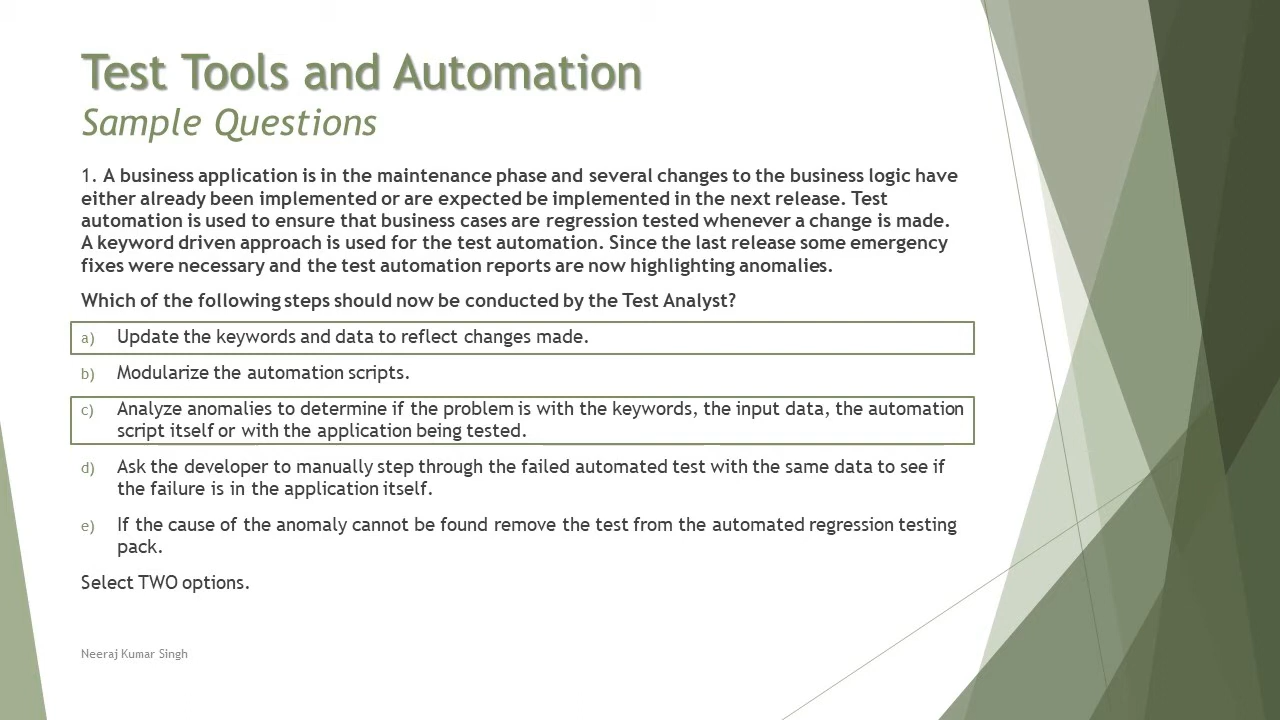 Test Tools and Automation
Sample Questions
1. A business application is in the maintenance phase and several changes to the business logic have
either already been implemented or are expected be implemented in the next release. Test
automation is used to ensure that business cases are regression tested whenever a change is made.
A keyword driven approach is used for the test automation. Since the last release some emergency
fixes were necessary and the test automation reports are now highlighting anomalies.
Which of the following steps should now be conducted by the Test Analyst?
a) Update the keywords and data to reflect changes made.
b) Modularize the automation scripts.
c) Analyze anomalies to determine if the problem is with the keywords, the input data, the automation
script itself or with the application being tested.
d) Ask the developer to manually step through the failed automated test with the same data to see if
the failure is in the application itself.
e) If the cause of the anomaly cannot be found remove the test from the automated regression testing
pack.
Select TWO options.
Neeraj Kumar Singh